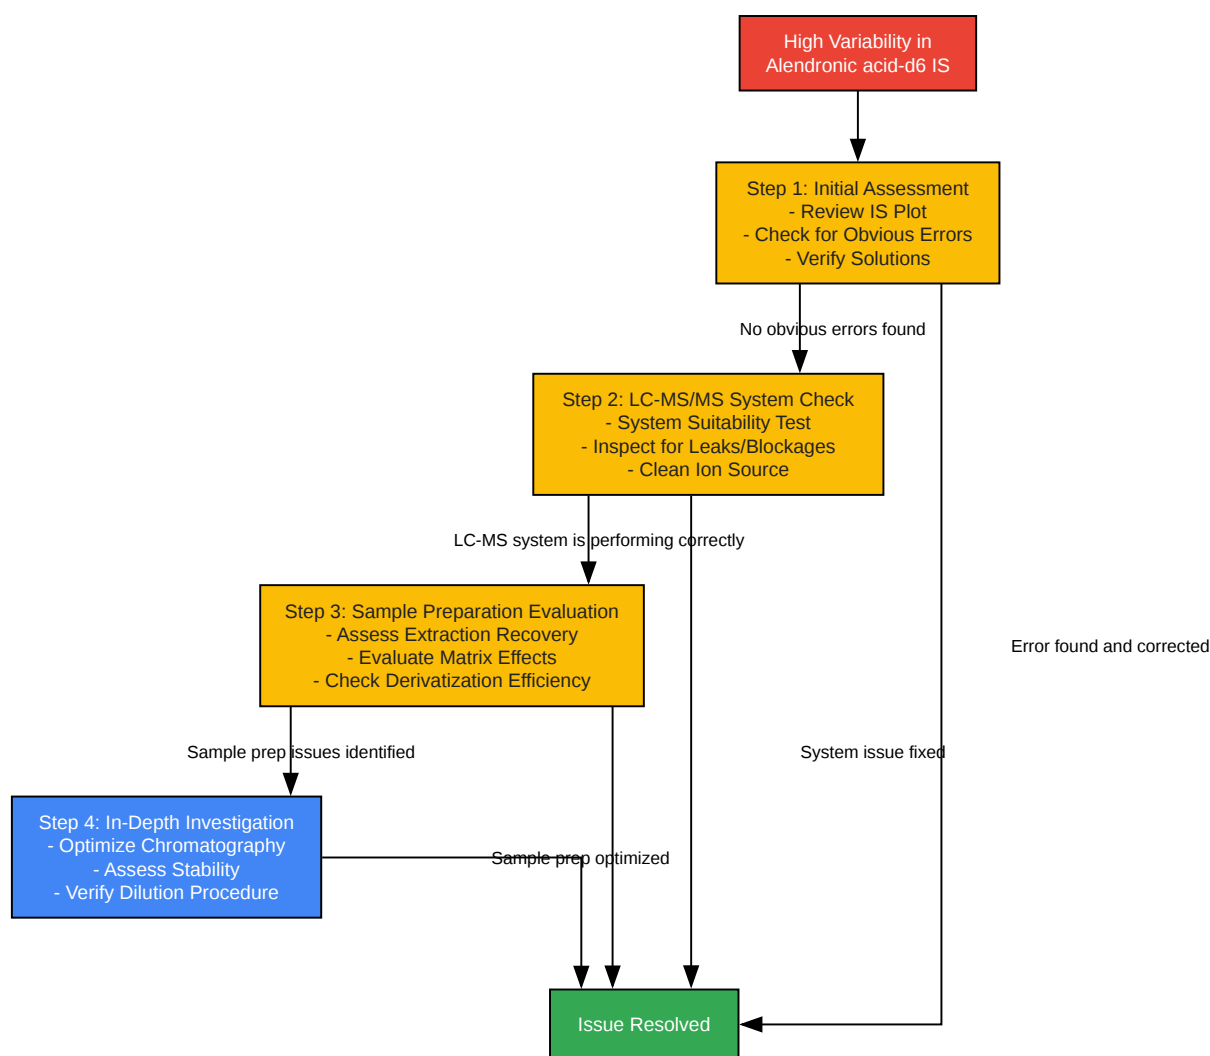 High Variability in
Alendronic acid-d6 IS
Step 1: Initial Assessment
- Review IS Plot
- Check for Obvious Errors
- Verify Solutions
No obvious errors found
Step 2: LC-MS/MS System Check
- System Suitability Test
- Inspect for Leaks/Blockages
- Clean Ion Source
LC-MS system is performing correctly
Step 3: Sample Preparation Evaluation
- Assess Extraction Recovery
- Evaluate Matrix Effects
- Check Derivatization Efficiency
Error found and corrected
Sample prep issues identified
System issue fixed
Step 4: In-Depth Investigation
- Optimize Chromatography
- Assess Stability
- Verify Dilution Procedure
Sample prep optimized
Issue Resolved